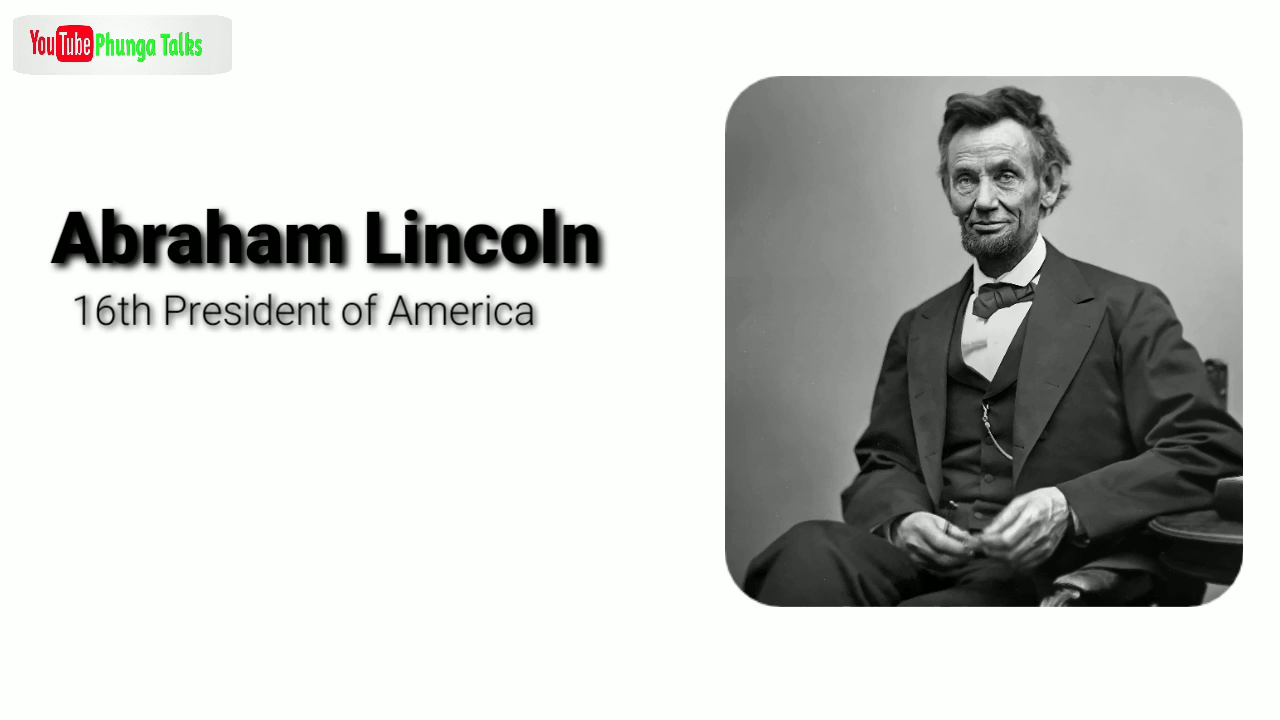 YouTube Phunga Talks
Abraham Lincoln
16th President of America